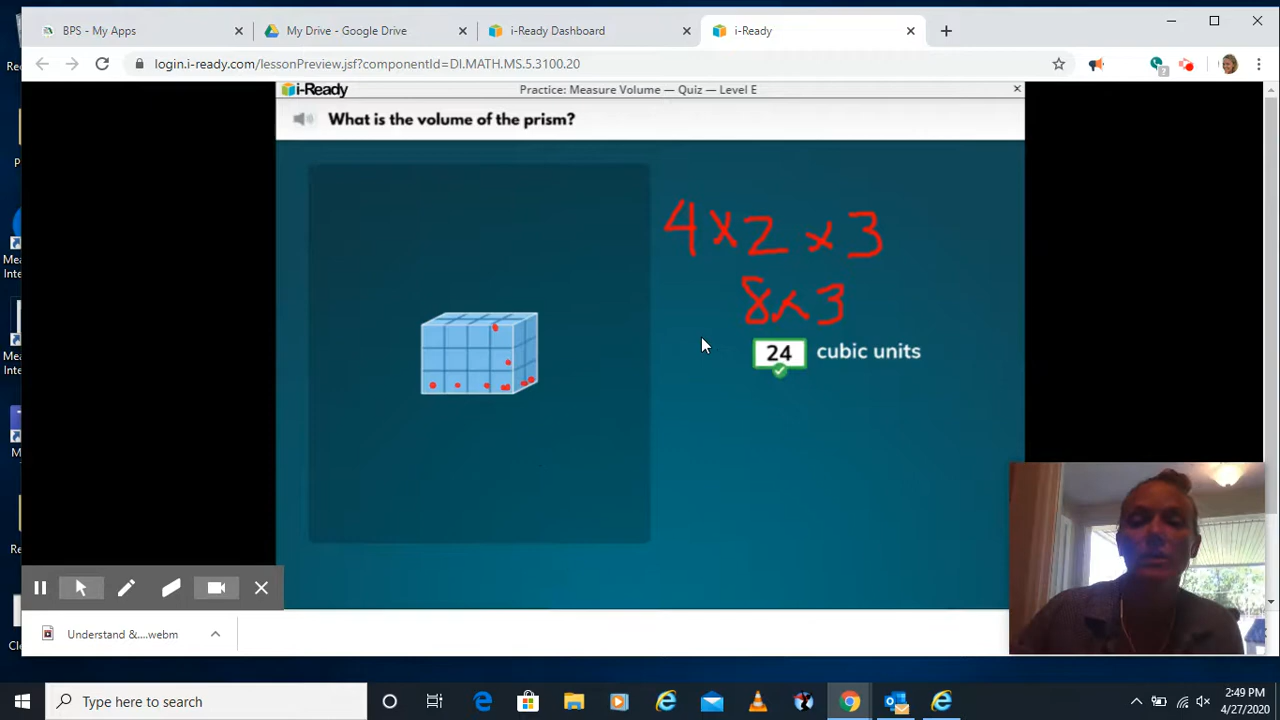 BPS - My Apps
My Drive - Google Drive
i-Ready Dashboard
i-Ready
login.i-ready.com/lessonPreview.jsf?componentId=DI.MATH.MS.5.3100.20
i-Ready
Practice: Measure Volume — Quiz — Level E
What is the volume of the prism?
4 x 2 x 3
8 x 3
24 cubic units
Understand &....webm
Type here to search
2:49 PM
4/27/2020